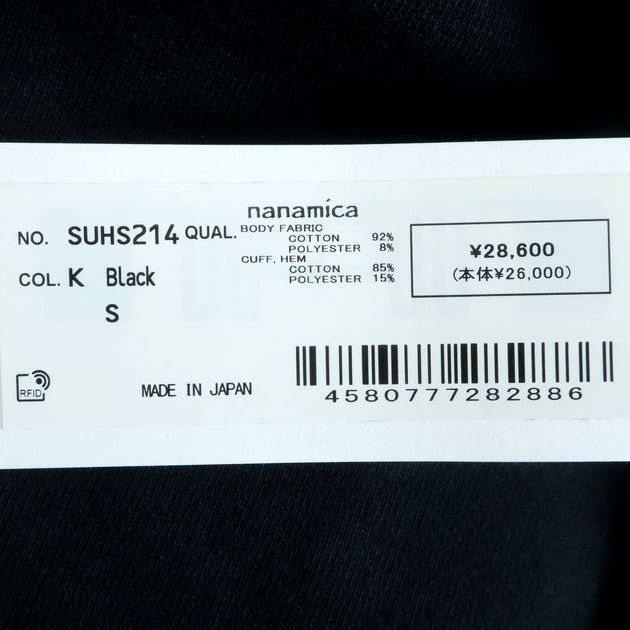 nanamica
NO. SUHS214 QUAL.
BODY FABRIC
COTTON 92%
POLYESTER 8%
CUFF, HEM
COTTON 85%
POLYESTER 15%
COL. K Black
S
¥28,600
(本体¥26,000)
RFID
MADE IN JAPAN
4580777282886